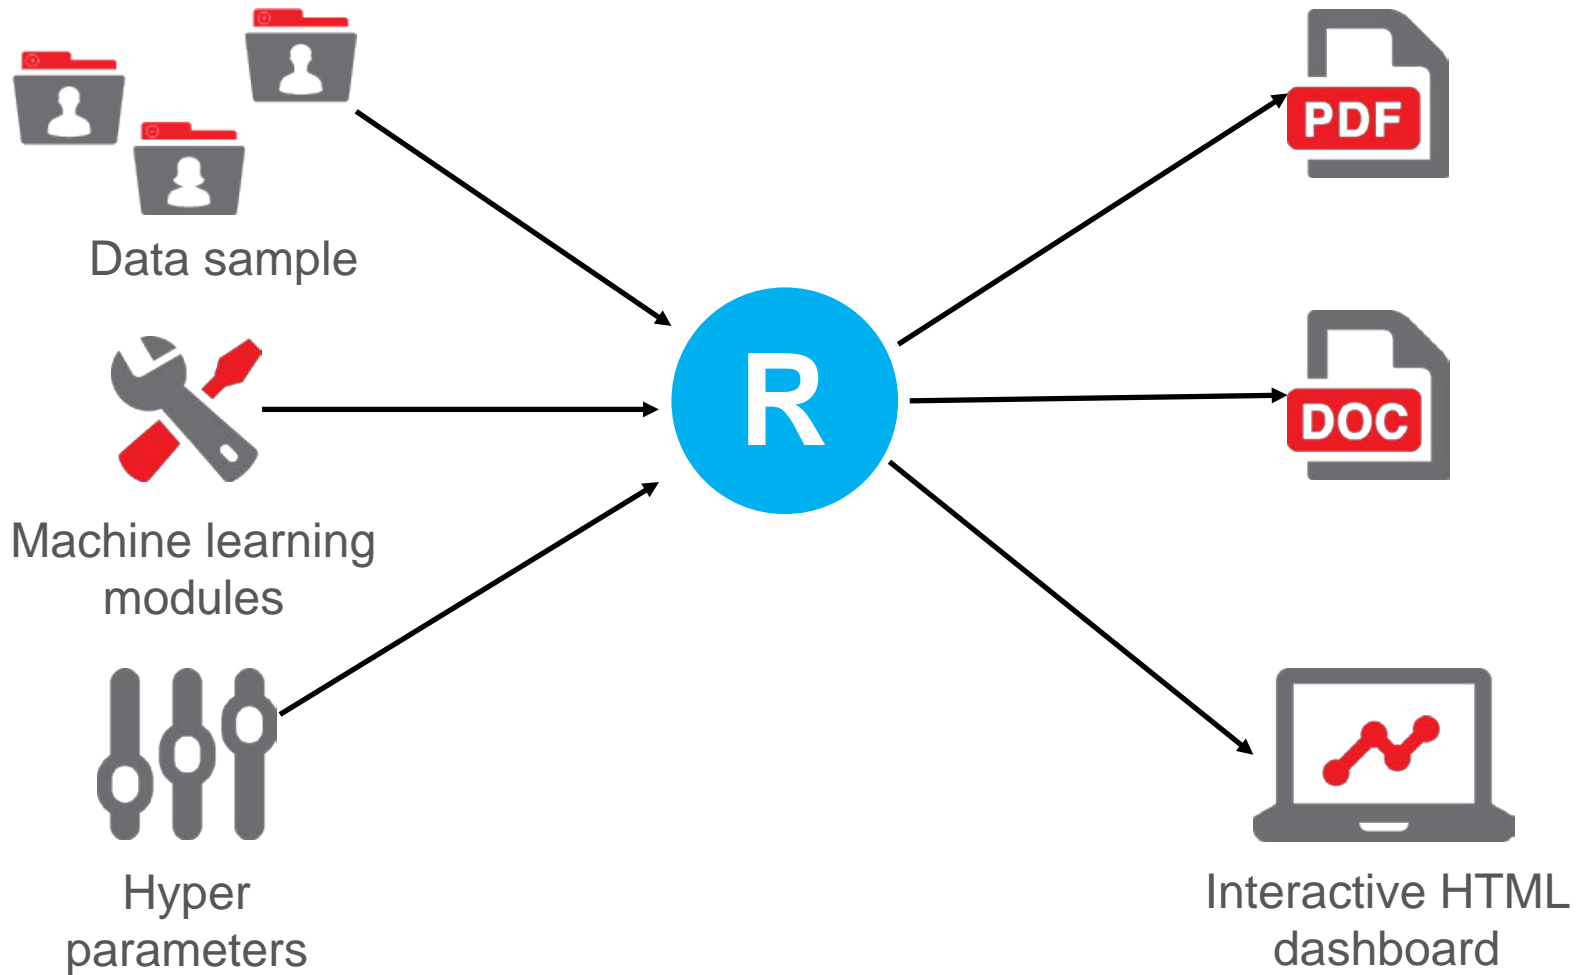 Data sample
Machine learning
modules
Hyper
parameters
R
PDF
DOC
Interactive HTML
dashboard